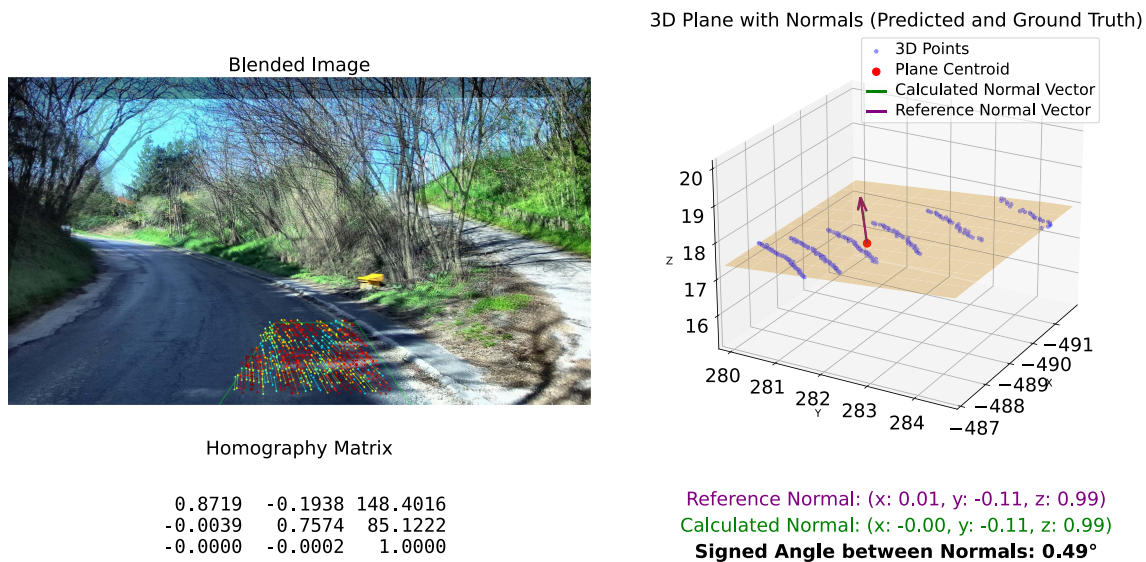 3D Plane with Normals (Predicted and Ground Truth)
Blended Image
3D Points
Plane Centroid
Calculated Normal Vector
Reference Normal Vector
20
19
18
17
16
Z
280
281
282
283
284
Y
−491
−490
−489
−488
−487
X
Homography Matrix
0.8719 -0.1938 148.4016
-0.0039 0.7574 85.1222
-0.0000 -0.0002 1.0000
Reference Normal: (x: 0.01, y: -0.11, z: 0.99)
Calculated Normal: (x: -0.00, y: -0.11, z: 0.99)
Signed Angle between Normals: 0.49°